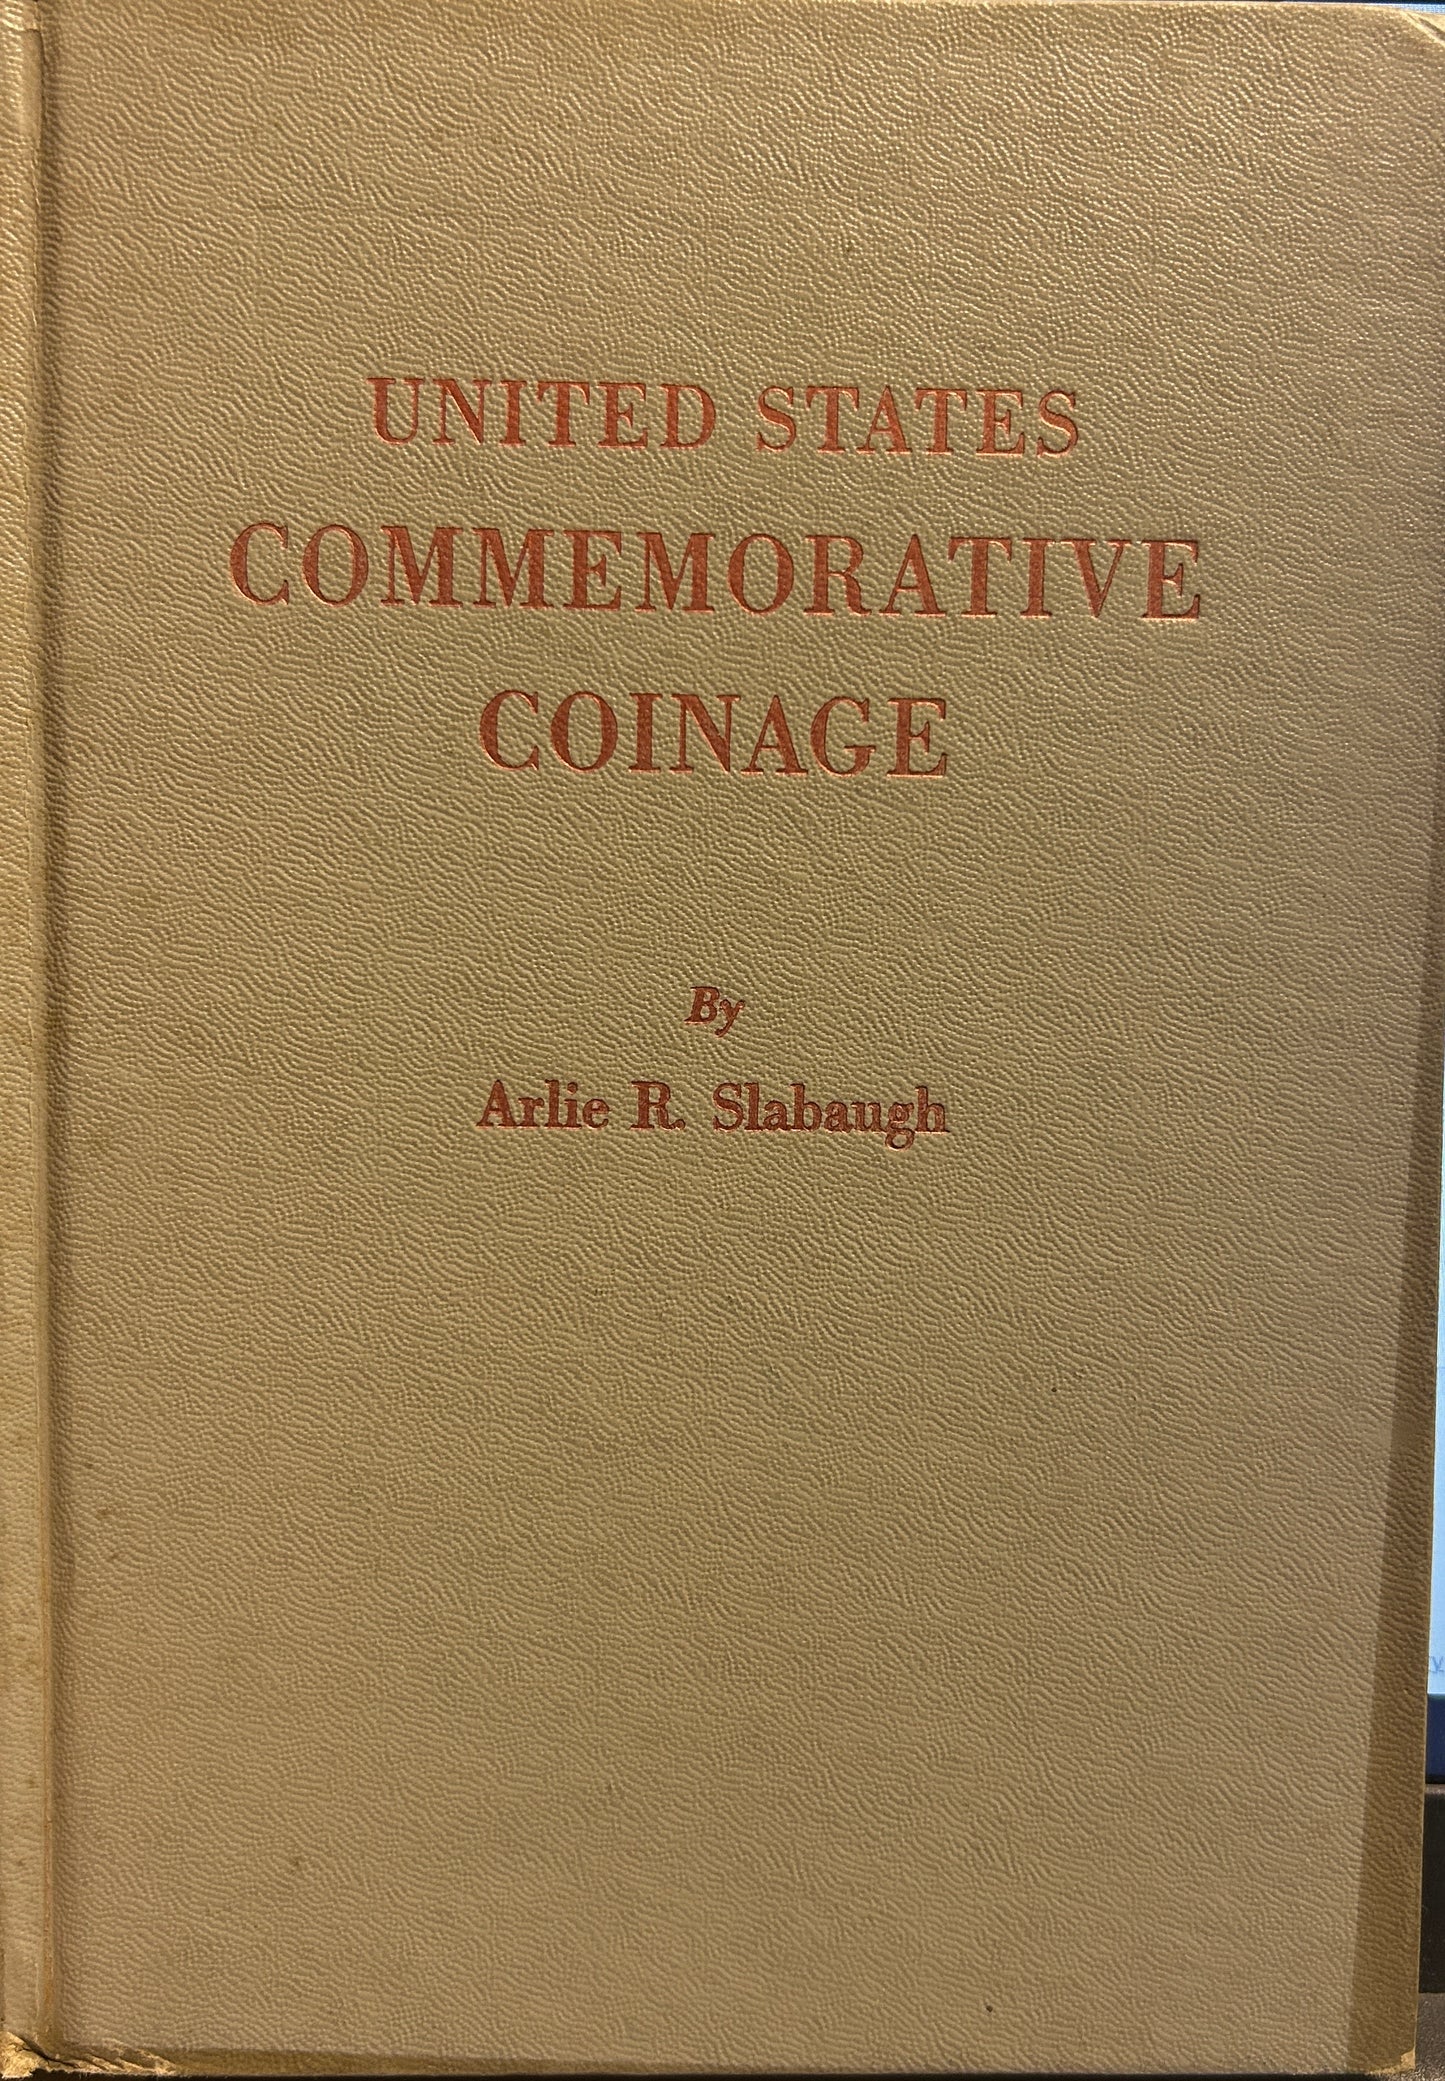 UNITED STATES
COMMEMORATIVE
COINAGE
By
Arlie R. Slabaugh